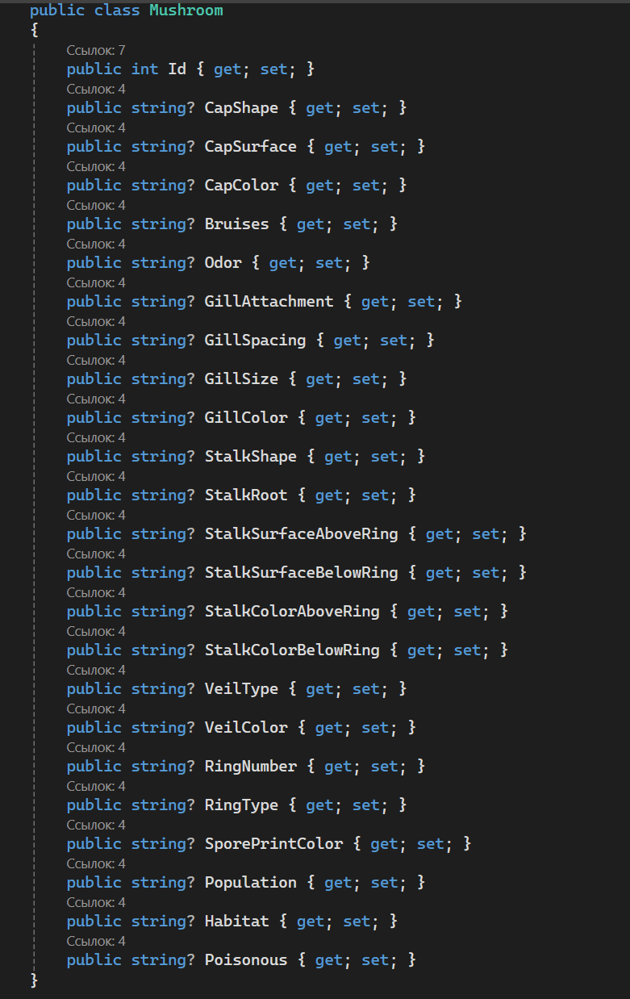 public class Mushroom
{
Ссылок: 7
public int Id { get; set; }
Ссылок: 4
public string? CapShape { get; set; }
Ссылок: 4
public string? CapSurface { get; set; }
Ссылок: 4
public string? CapColor { get; set; }
Ссылок: 4
public string? Bruises { get; set; }
Ссылок: 4
public string? Odor { get; set; }
Ссылок: 4
public string? GillAttachment { get; set; }
Ссылок: 4
public string? GillSpacing { get; set; }
Ссылок: 4
public string? GillSize { get; set; }
Ссылок: 4
public string? GillColor { get; set; }
Ссылок: 4
public string? StalkShape { get; set; }
Ссылок: 4
public string? StalkRoot { get; set; }
Ссылок: 4
public string? StalkSurfaceAboveRing { get; set; }
Ссылок: 4
public string? StalkSurfaceBelowRing { get; set; }
Ссылок: 4
public string? StalkColorAboveRing { get; set; }
Ссылок: 4
public string? StalkColorBelowRing { get; set; }
Ссылок: 4
public string? VeilType { get; set; }
Ссылок: 4
public string? VeilColor { get; set; }
Ссылок: 4
public string? RingNumber { get; set; }
Ссылок: 4
public string? RingType { get; set; }
Ссылок: 4
public string? SporePrintColor { get; set; }
Ссылок: 4
public string? Population { get; set; }
Ссылок: 4
public string? Habitat { get; set; }
Ссылок: 4
public string? Poisonous { get; set; }
}